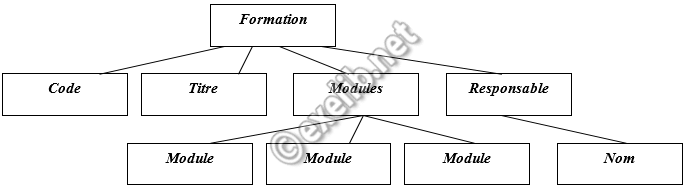 Formation
Code
Titre
Modules
Responsable
Module
Module
Module
Nom
©exelib.net